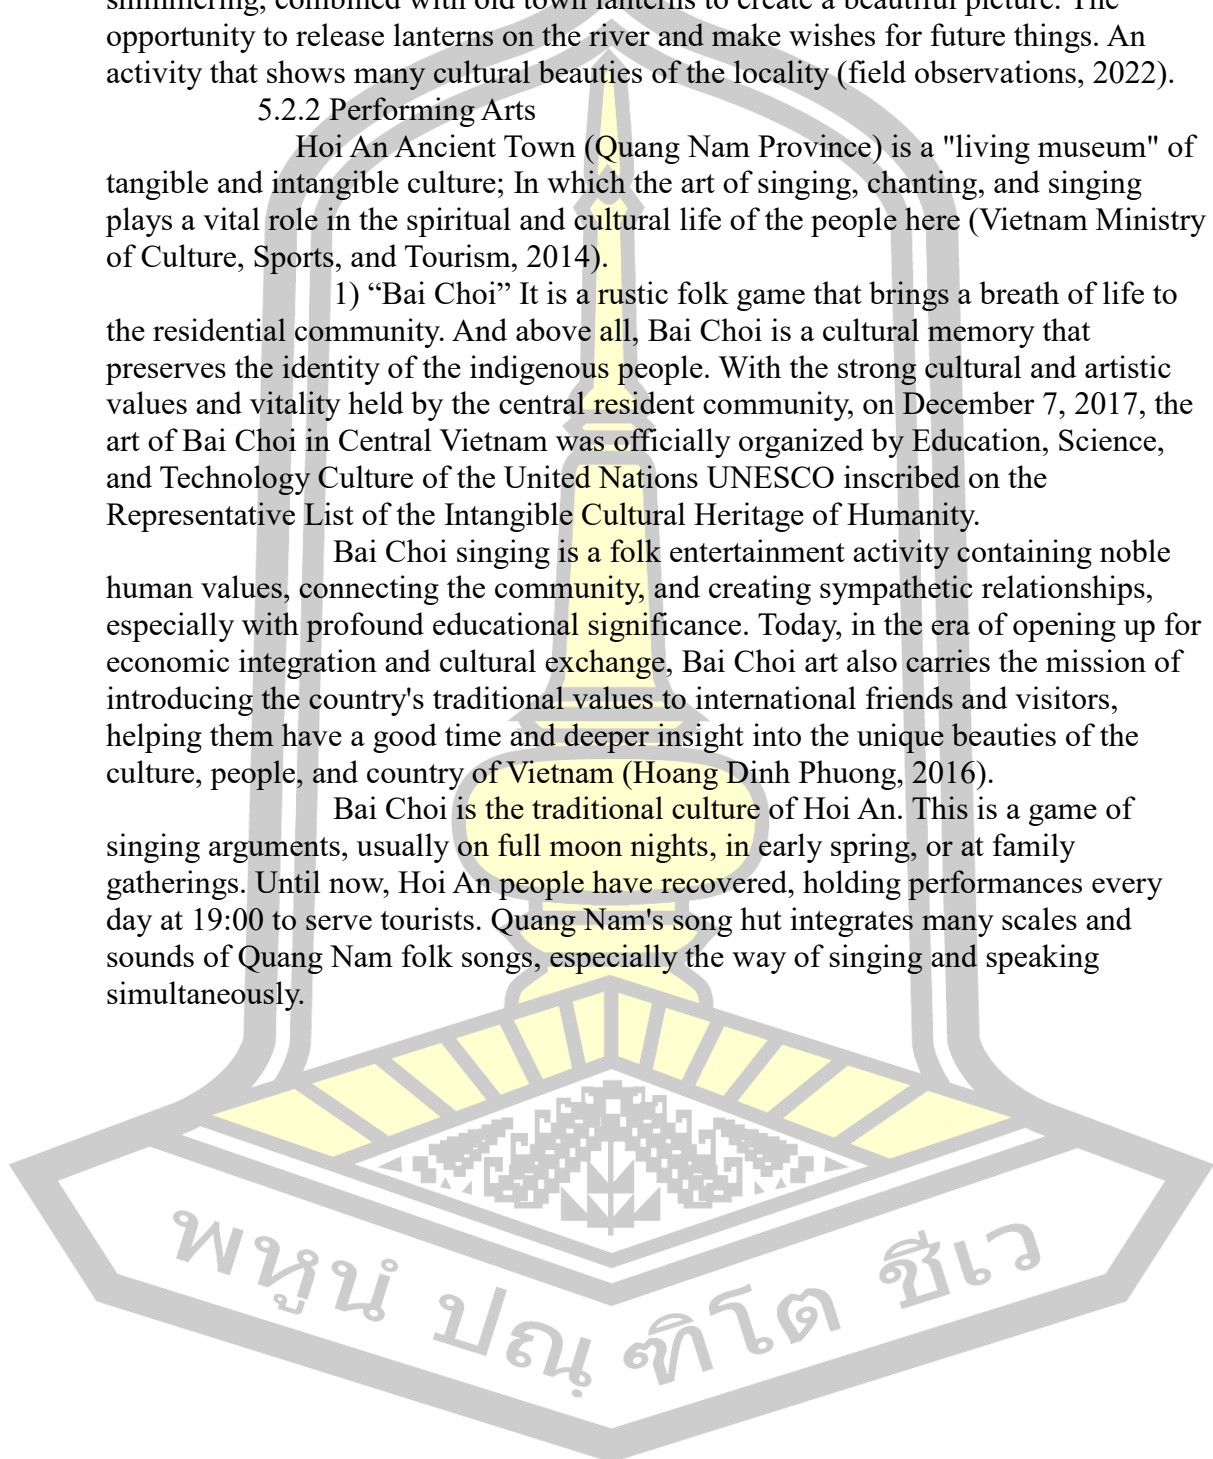 shimmering, combined with old town lanterns to create a beautiful picture. The
opportunity to release lanterns on the river and make wishes for future things. An
activity that shows many cultural beauties of the locality (field observations, 2022).
5.2.2 Performing Arts
Hoi An Ancient Town (Quang Nam Province) is a "living museum" of
tangible and intangible culture; In which the art of singing, chanting, and singing
plays a vital role in the spiritual and cultural life of the people here (Vietnam Ministry
of Culture, Sports, and Tourism, 2014).
1) “Bai Choi” It is a rustic folk game that brings a breath of life to
the residential community. And above all, Bai Choi is a cultural memory that
preserves the identity of the indigenous people. With the strong cultural and artistic
values and vitality held by the central resident community, on December 7, 2017, the
art of Bai Choi in Central Vietnam was officially organized by Education, Science,
and Technology Culture of the United Nations UNESCO inscribed on the
Representative List of the Intangible Cultural Heritage of Humanity.
Bai Choi singing is a folk entertainment activity containing noble
human values, connecting the community, and creating sympathetic relationships,
especially with profound educational significance. Today, in the era of opening up for
economic integration and cultural exchange, Bai Choi art also carries the mission of
introducing the country's traditional values to international friends and visitors,
helping them have a good time and deeper insight into the unique beauties of the
culture, people, and country of Vietnam (Hoang Dinh Phuong, 2016).
Bai Choi is the traditional culture of Hoi An. This is a game of
singing arguments, usually on full moon nights, in early spring, or at family
gatherings. Until now, Hoi An people have recovered, holding performances every
day at 19:00 to serve tourists. Quang Nam's song hut integrates many scales and
sounds of Quang Nam folk songs, especially the way of singing and speaking
simultaneously.
พหูนํ ปณฺ ฑิโต ชีเว